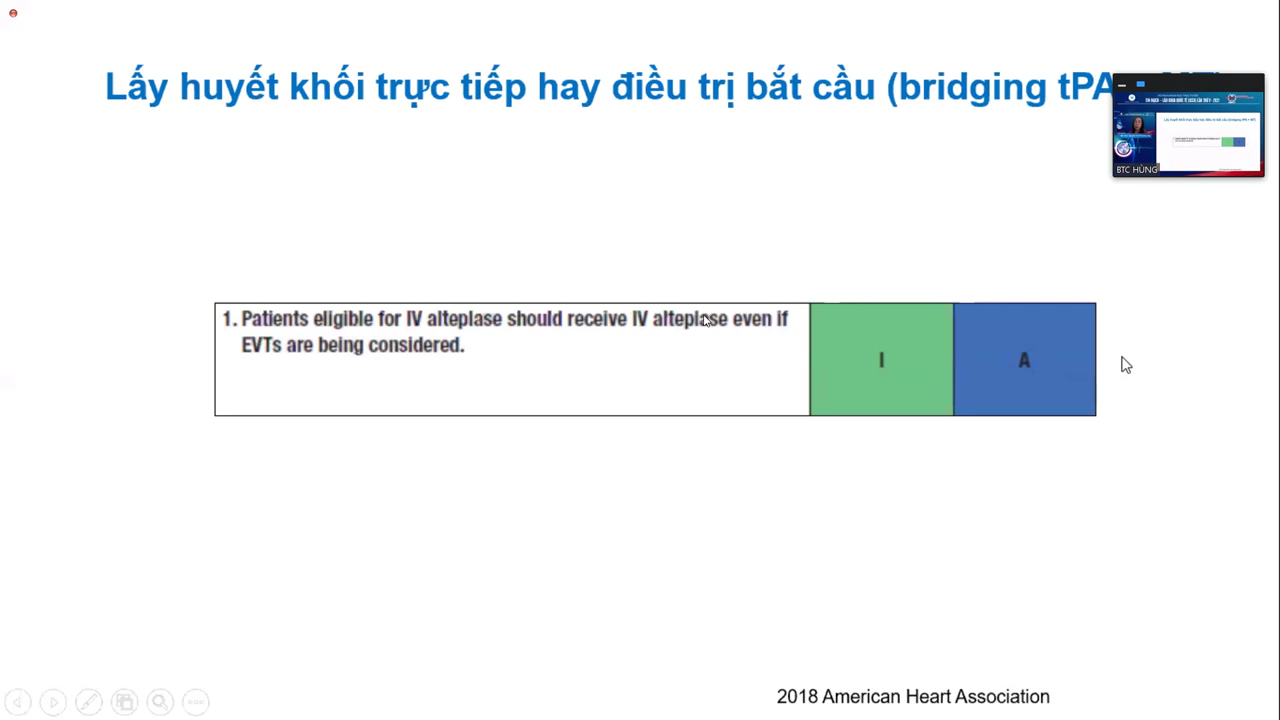 Lấy huyết khối trực tiếp hay điều trị bắt cầu (bridging tPA
BTC HÙNG
1. Patients eligible for IV alteplase should receive IV alteplase even if
EVTs are being considered.
I
A
2018 American Heart Association